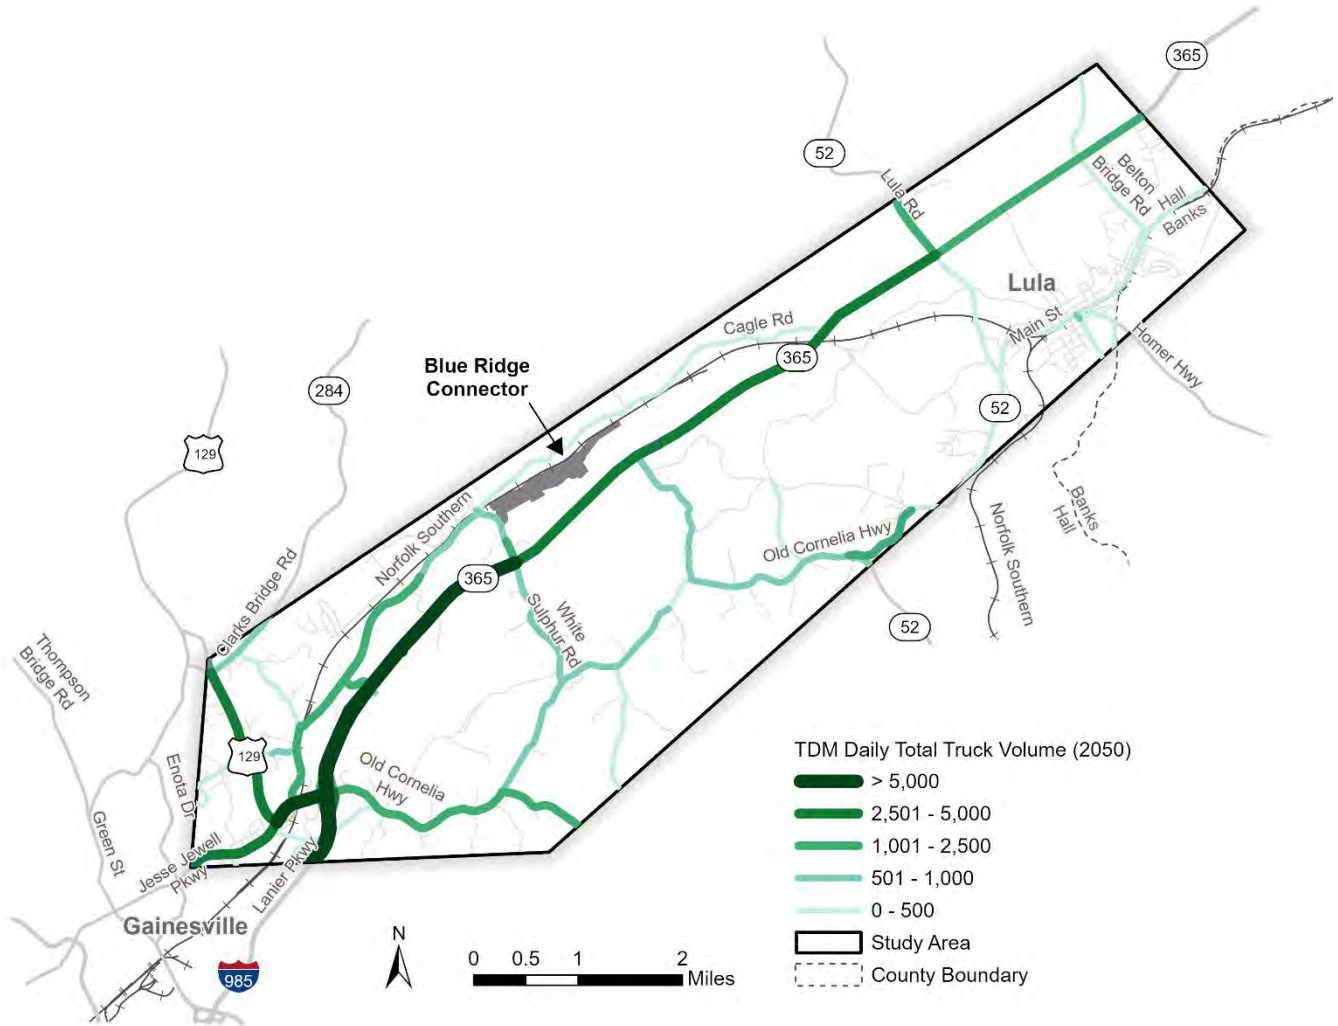 365
52
Lula Rd
Belton
Bridge Rd
Hall
Banks
Lula
Cagle Rd
Main St
Homer Hwy
365
Blue Ridge
Connector
284
129
52
Norfolk Southern
Banks
Hall
Old Cornelia Hwy
Norfolk Southern
365
White
Sulphur Rd
52
Clarks Bridge Rd
Thompson
Bridge Rd
129
Enota Dr
Old Cornelia
Hwy
Green St
Jesse Jewell
Pkwy
Lanier Pkwy
Gainesville
985
N
0 0.5 1 2
Miles
TDM Daily Total Truck Volume (2050)
> 5,000
2,501 - 5,000
1,001 - 2,500
501 - 1,000
0 - 500
Study Area
County Boundary